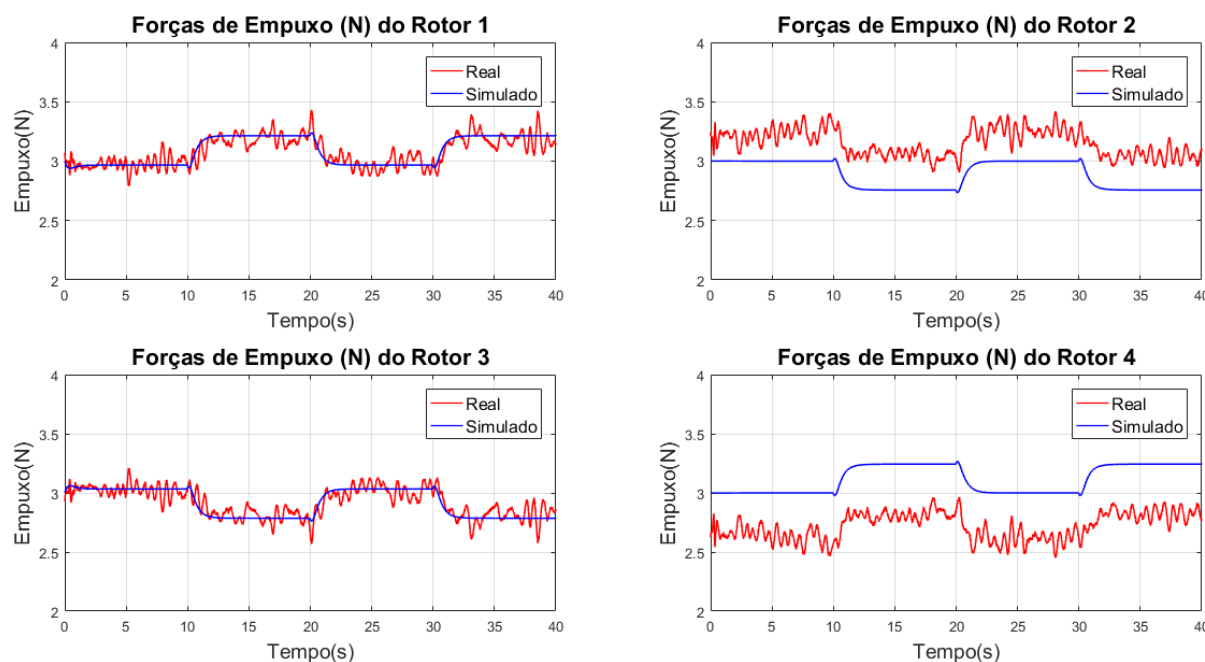 Forças de Empuxo (N) do Rotor 1
Empuxo(N)
4
3.5
3
2.5
2
Real
Simulado
0 5 10 15 20 25 30 35 40
Tempo(s)
Forças de Empuxo (N) do Rotor 2
Empuxo(N)
4
3.5
3
2.5
2
Real
Simulado
0 5 10 15 20 25 30 35 40
Tempo(s)
Forças de Empuxo (N) do Rotor 3
Empuxo(N)
4
3.5
3
2.5
2
Real
Simulado
0 5 10 15 20 25 30 35 40
Tempo(s)
Forças de Empuxo (N) do Rotor 4
Empuxo(N)
4
3.5
3
2.5
2
Real
Simulado
0 5 10 15 20 25 30 35 40
Tempo(s)